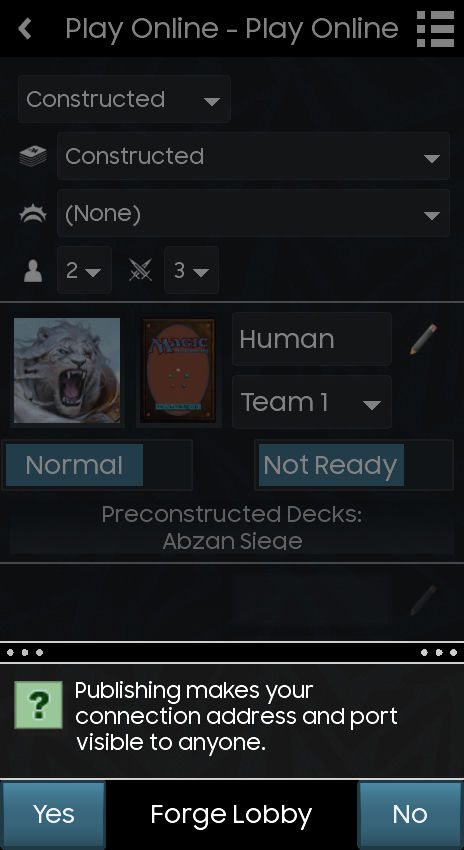 Play Online - Play Online
Constructed
Constructed
(None)
2
3
MAGIC
Human
Team 1
Normal
Not Ready
Preconstructed Decks:
Abzan Siege
?
Publishing makes your
connection address and port
visible to anyone.
Yes
Forge Lobby
No